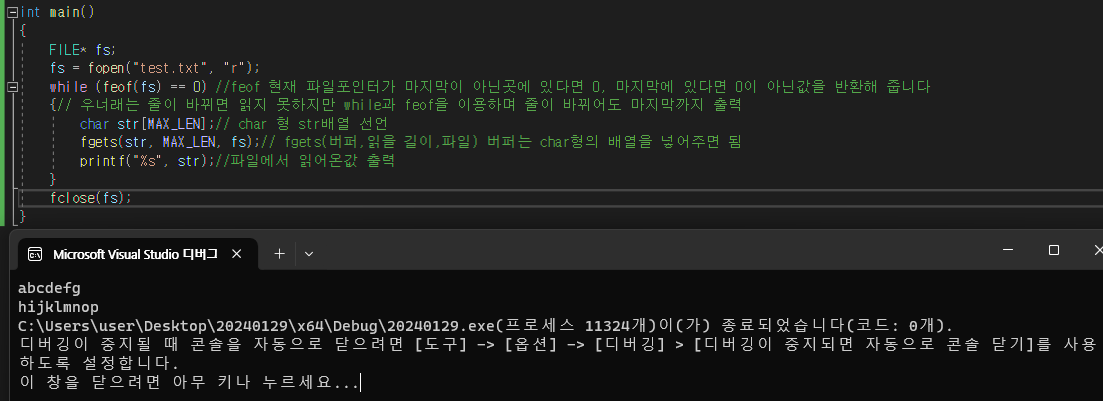 int main()
{
FILE* fs;
fs = fopen("test.txt", "r");
while (feof(fs) == 0) //feof 현재 파일포인터가 마지막이 아닌곳에 있다면 0, 마지막에 있다면 0이 아닌값을 반환해 줍니다
{// 우너래는 줄이 바뀌면 읽지 못하지만 while과 feof을 이용하며 줄이 바뀌어도 마지막까지 출력
char str[MAX_LEN];// char 형 str배열 선언
fgets(str, MAX_LEN, fs);// fgets(버퍼,읽을 길이,파일) 버퍼는 char형의 배열을 넣어주면 됨
printf("%s", str);//파일에서 읽어온값 출력
}
fclose(fs);
}
Microsoft Visual Studio 디버그
abcdefg
hijklmnop
C:\Users\user\Desktop\20240129\x64\Debug\20240129.exe(프로세스 11324개)이(가) 종료되었습니다(코드: 0개).
디버깅이 중지될 때 콘솔을 자동으로 닫으려면 [도구] -> [옵션] -> [디버깅] > [디버깅이 중지되면 자동으로 콘솔 닫기]를 사용
하도록 설정합니다.
이 창을 닫으려면 아무 키나 누르세요...